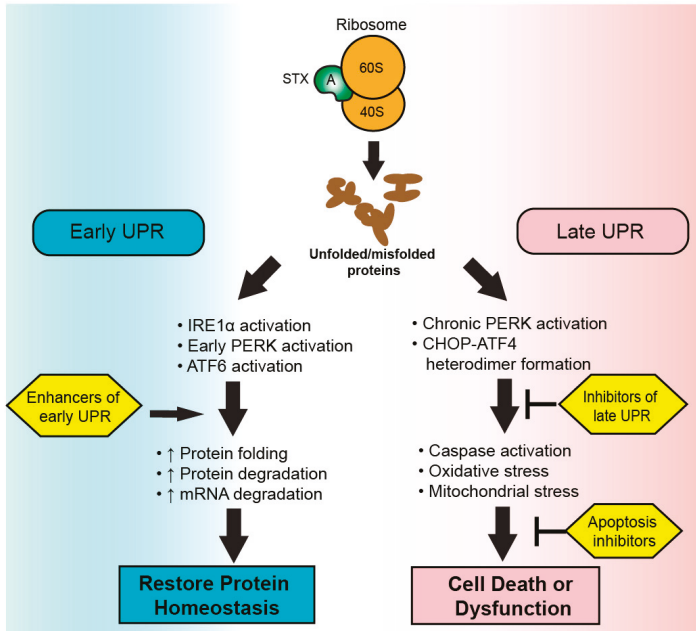 Ribosome
60S
STX
A
40S
Early UPR
Late UPR
Unfolded/misfolded
proteins
• IRE1α activation
• Early PERK activation
• ATF6 activation
• Chronic PERK activation
• CHOP-ATF4
heterodimer formation
Enhancers of
early UPR
Inhibitors of
late UPR
• ↑ Protein folding
• ↑ Protein degradation
• ↑ mRNA degradation
• Caspase activation
• Oxidative stress
• Mitochondrial stress
Apoptosis
inhibitors
Restore Protein
Homeostasis
Cell Death or
Dysfunction